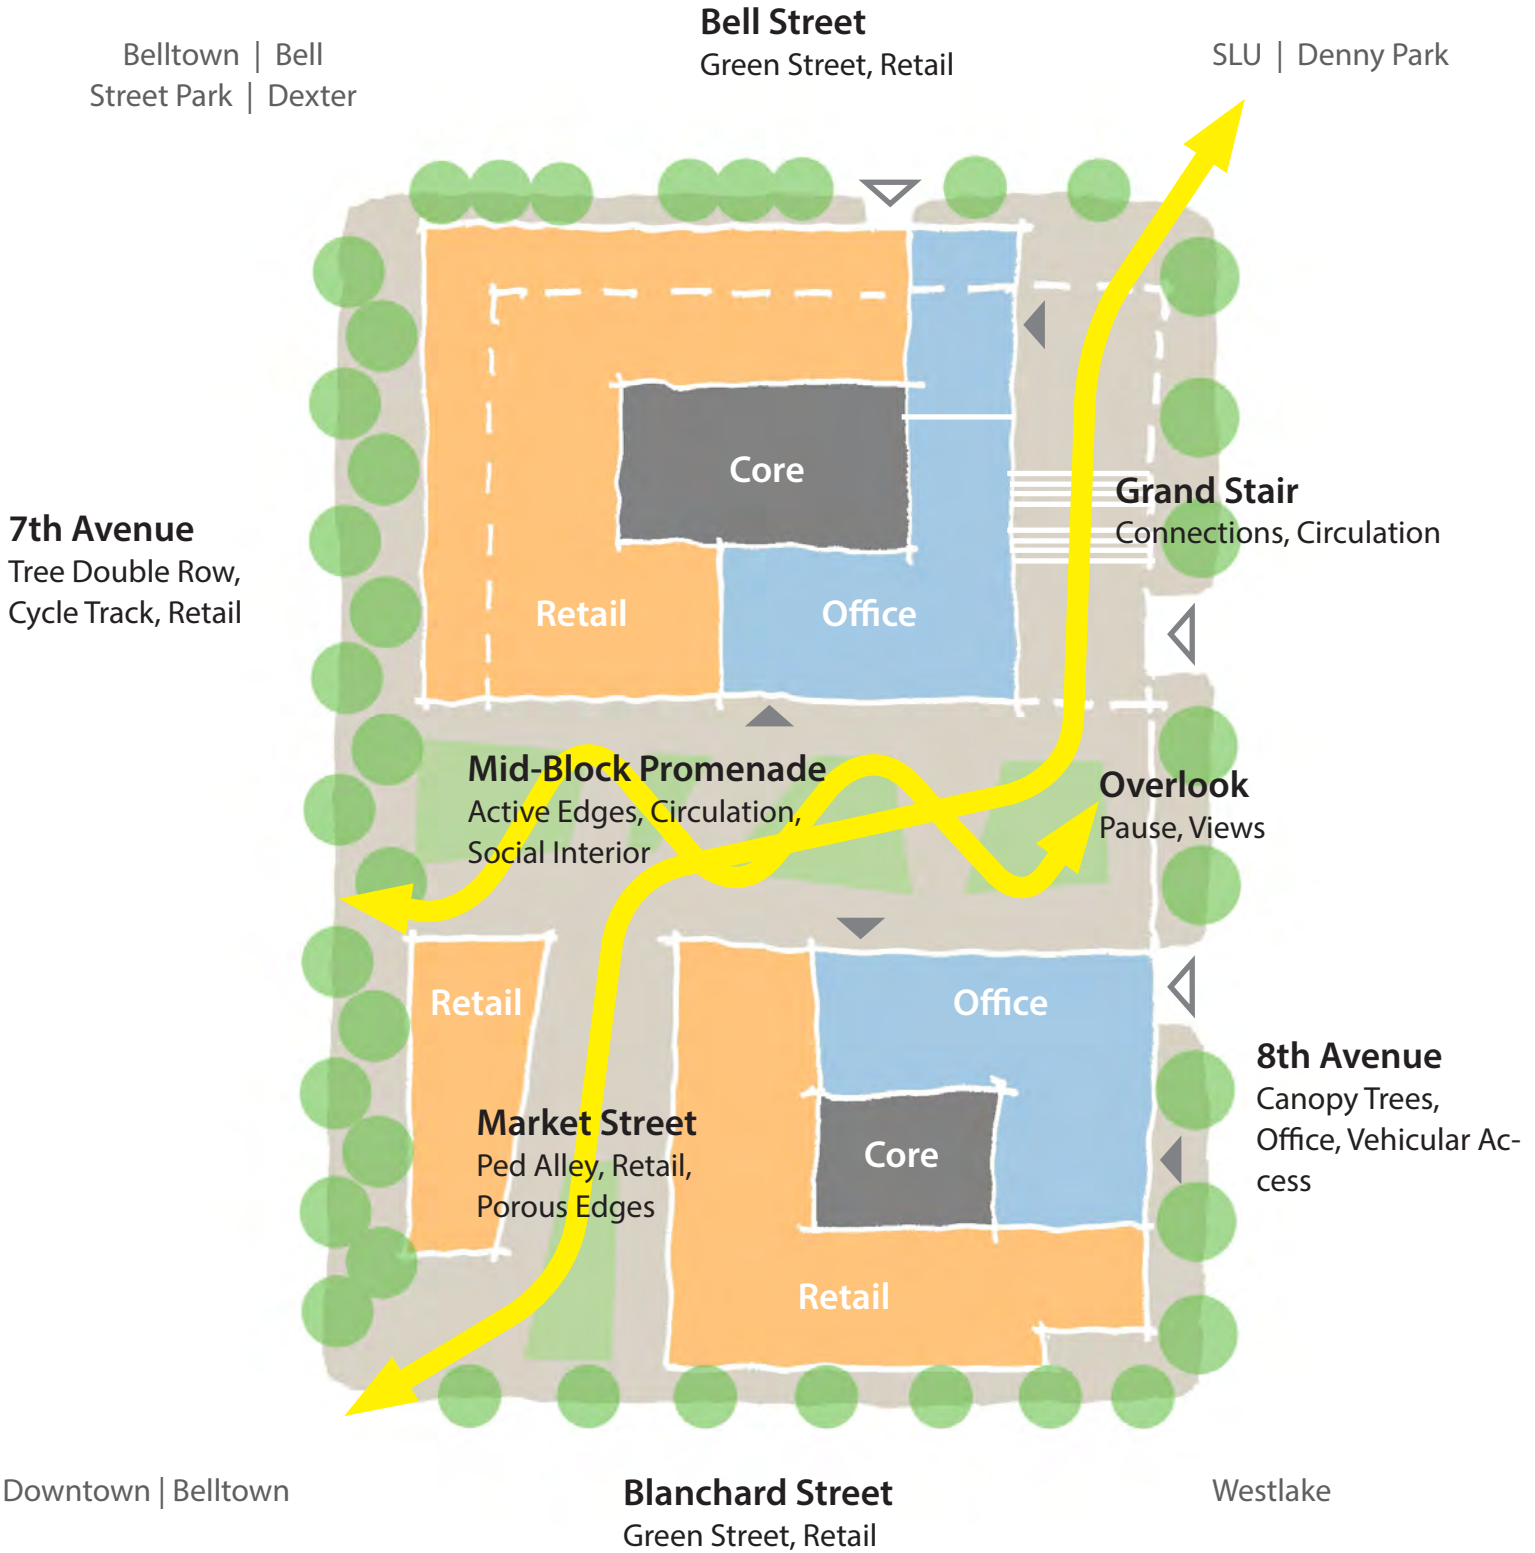 Bell Street
Green Street, Retail
Belltown | Bell
Street Park | Dexter
SLU | Denny Park
Core
Grand Stair
Connections, Circulation
7th Avenue
Tree Double Row,
Cycle Track, Retail
Retail
Office
Mid-Block Promenade
Active Edges, Circulation,
Social Interior
Overlook
Pause, Views
Retail
Office
8th Avenue
Canopy Trees,
Office, Vehicular Ac-
cess
Market Street
Ped Alley, Retail,
Porous Edges
Core
Retail
Downtown | Belltown
Blanchard Street
Green Street, Retail
Westlake